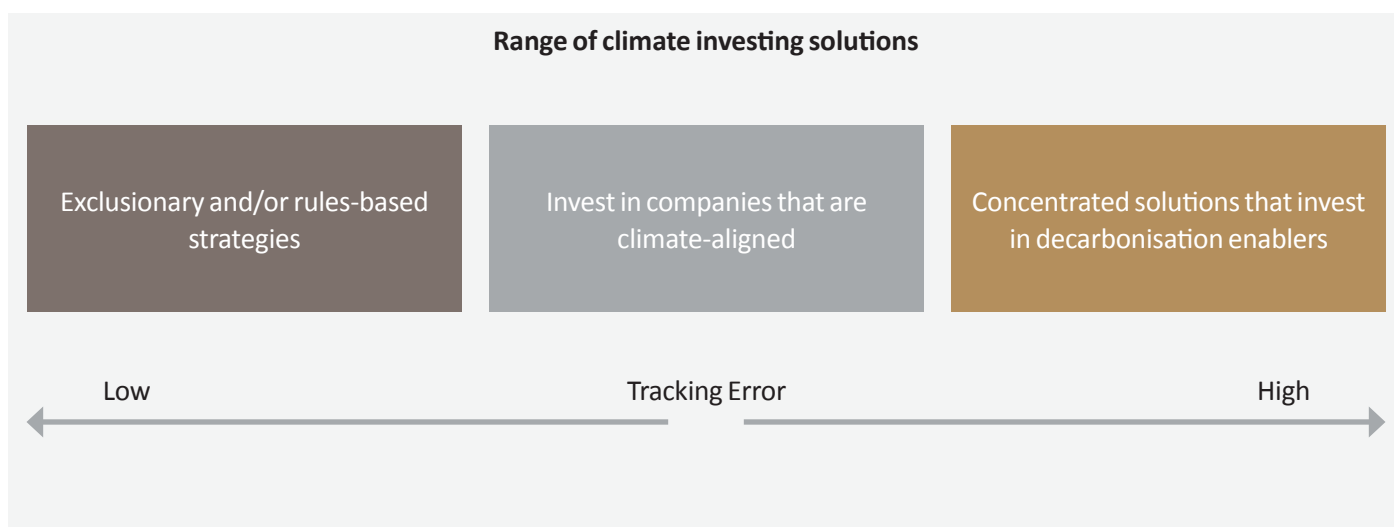 Range of climate investing solutions
Exclusionary and/or rules-based
strategies
Invest in companies that are
climate-aligned
Concentrated solutions that invest
in decarbonisation enablers
Low
Tracking Error
High